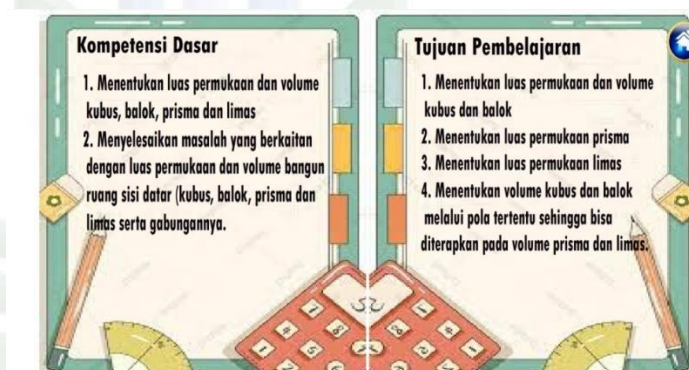 Kompetensi Dasar
1. Menentukan luas permukaan dan volume
kubus, balok, prisma dan limas
2. Menyelesaikan masalah yang berkaitan
dengan luas permukaan dan volume bangun
ruang sisi datar (kubus, balok, prisma dan
limas serta gabungannya.
Tujuan Pembelajaran
1. Menentukan luas permukaan dan volume
kubus dan balok
2. Menentukan luas permukaan prisma
3. Menentukan luas permukaan limas
4. Menentukan volume kubus dan balok
melalui pola tertentu sehingga bisa
diterapkan pada volume prisma dan limas.